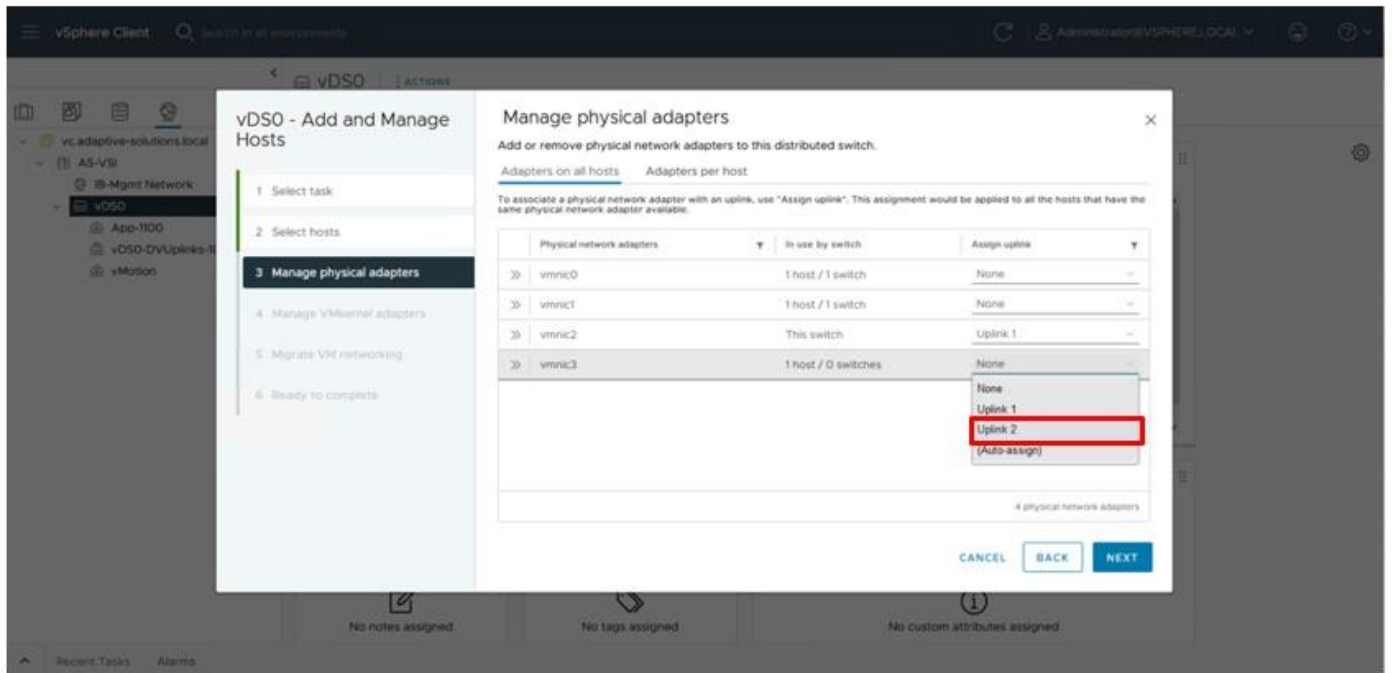 vSphere Client
Search in all environments
Administrator@VSPHERE.LOCAL
vDS0
ACTIONS
vc.adaptive-solutions.local
AS-VSI
IB-Mgmt Network
vDS0
App-1100
vDS0-DVUplinks-1
vMotion
vDS0 - Add and Manage
Hosts
1 Select task
2 Select hosts
3 Manage physical adapters
4 Manage VMkernel adapters
5 Migrate VM networking
6 Ready to complete
Manage physical adapters
Add or remove physical network adapters to this distributed switch.
Adapters on all hosts Adapters per host
To associate a physical network adapter with an uplink, use "Assign uplink". This assignment would be applied to all the hosts that have the
same physical network adapter available.
Physical network adapters In use by switch Assign uplink
vmnic0 1 host / 1 switch None
vmnic1 1 host / 1 switch None
vmnic2 This switch Uplink 1
vmnic3 1 host / 0 switches None
None
Uplink 1
Uplink 2
(Auto-assign)
4 physical network adapters
CANCEL BACK NEXT
No notes assigned No tags assigned No custom attributes assigned
Recent Tasks Alarms